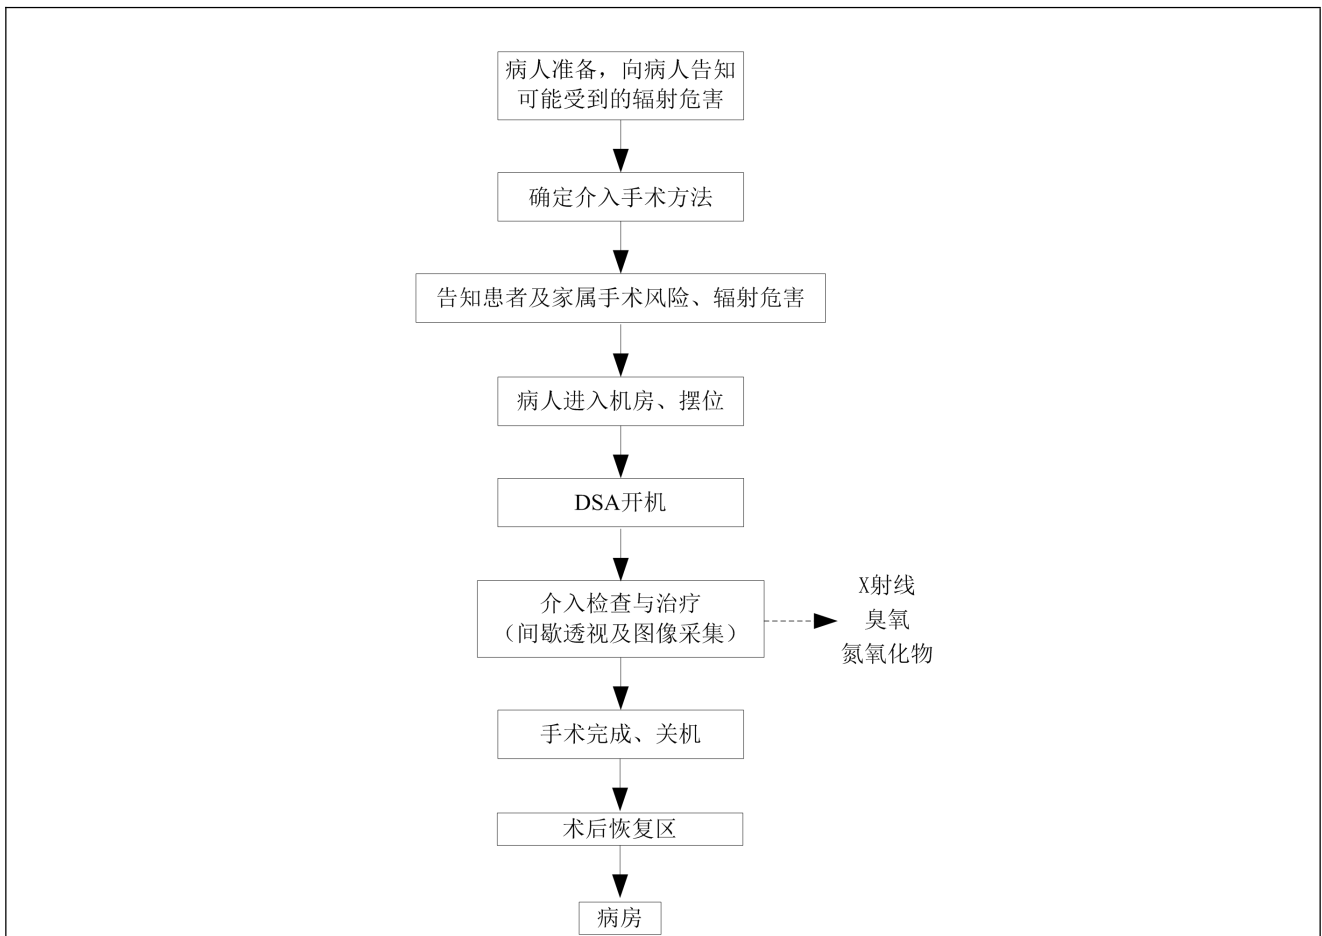 病人准备，向病人告知
可能受到的辐射危害
确定介入手术方法
告知患者及家属手术风险、辐射危害
病人进入机房、摆位
DSA开机
介入检查与治疗
（间歇透视及图像采集）
X射线
臭氧
氮氧化物
手术完成、关机
术后恢复区
病房